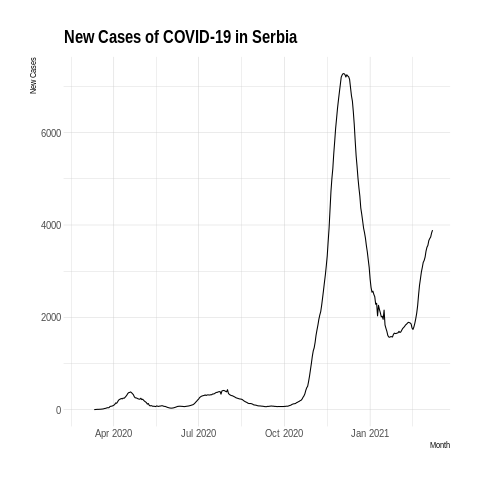 New Cases of COVID-19 in Serbia
New Cases
6000
4000
2000
0
Apr 2020
Jul 2020
Oct 2020
Jan 2021
Month